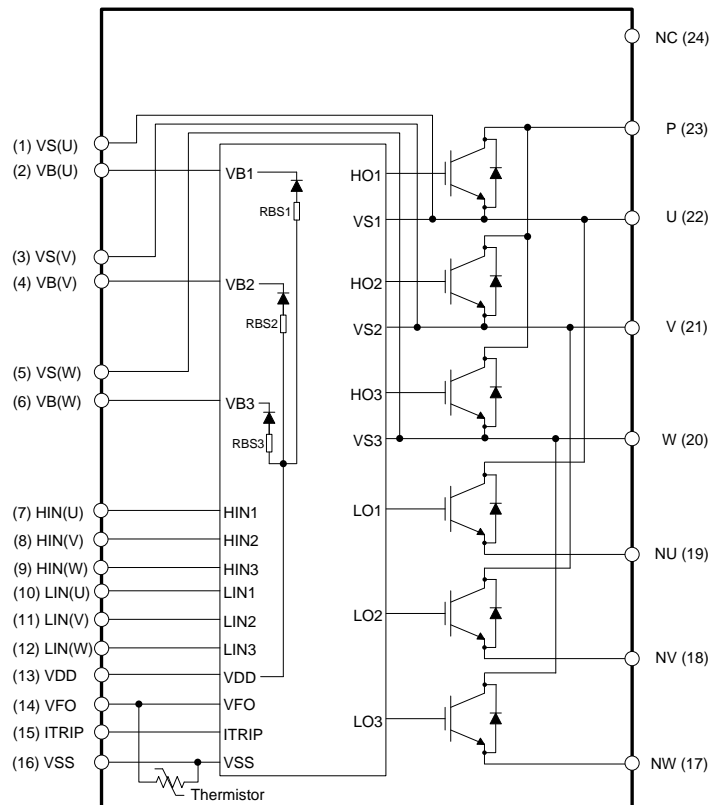 NC (24)
P (23)
(1) VS(U)
(2) VB(U)
VB1
HO1
RBS1
VS1
U (22)
(3) VS(V)
(4) VB(V)
VB2
HO2
RBS2
VS2
V (21)
(5) VS(W)
(6) VB(W)
VB3
HO3
RBS3
VS3
W (20)
(7) HIN(U)
HIN1
LO1
(8) HIN(V)
HIN2
NU (19)
(9) HIN(W)
HIN3
(10) LIN(U)
LIN1
(11) LIN(V)
LIN2
LO2
(12) LIN(W)
LIN3
NV (18)
(13) VDD
VDD
(14) VFO
VFO
LO3
(15) ITRIP
ITRIP
(16) VSS
VSS
NW (17)
Thermistor